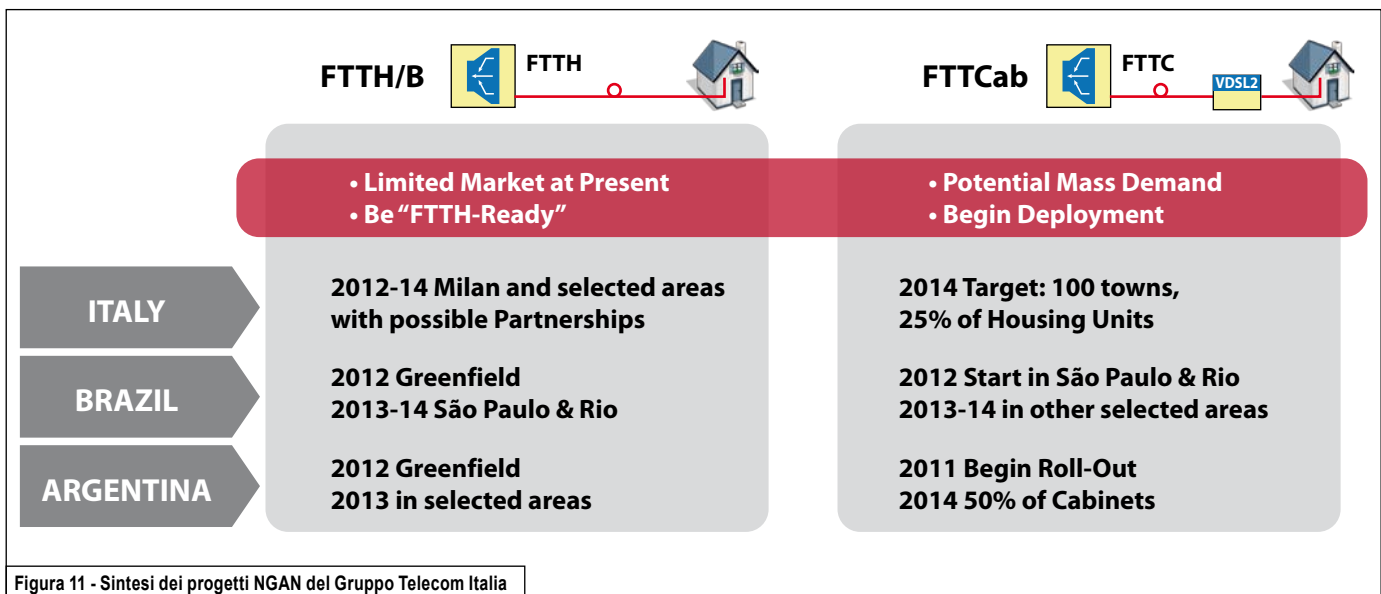 FTTH/B
FTTH
FTTCab
FTTC
VDSL2
• Limited Market at Present
• Be “FTTH-Ready”
• Potential Mass Demand
• Begin Deployment
ITALY
2012-14 Milan and selected areas
with possible Partnerships
2014 Target: 100 towns,
25% of Housing Units
BRAZIL
2012 Greenfield
2013-14 São Paulo & Rio
2012 Start in São Paulo & Rio
2013-14 in other selected areas
ARGENTINA
2012 Greenfield
2013 in selected areas
2011 Begin Roll-Out
2014 50% of Cabinets
Figura 11 - Sintesi dei progetti NGAN del Gruppo Telecom Italia